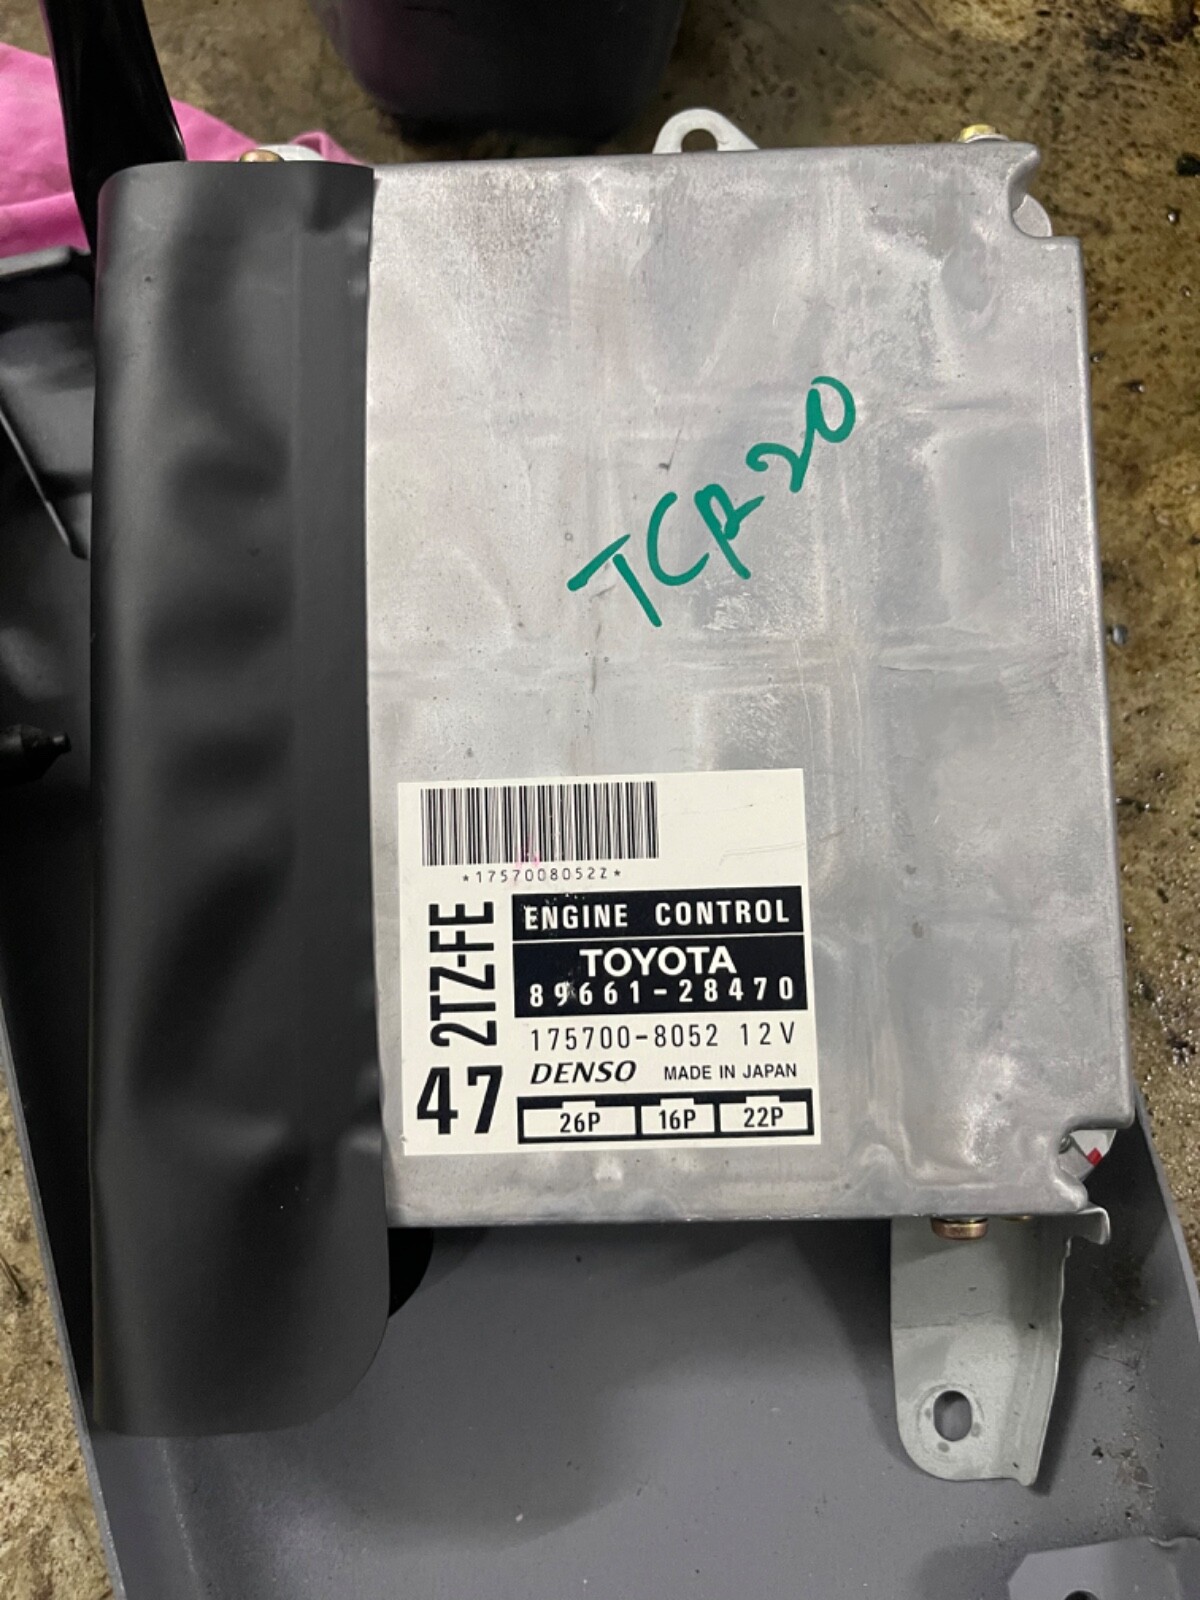 TCR20
*1757008052Z*
2TZ-FE
ENGINE CONTROL
TOYOTA
89661-28470
175700-8052 12V
DENSO MADE IN JAPAN
47
26P 16P 22P